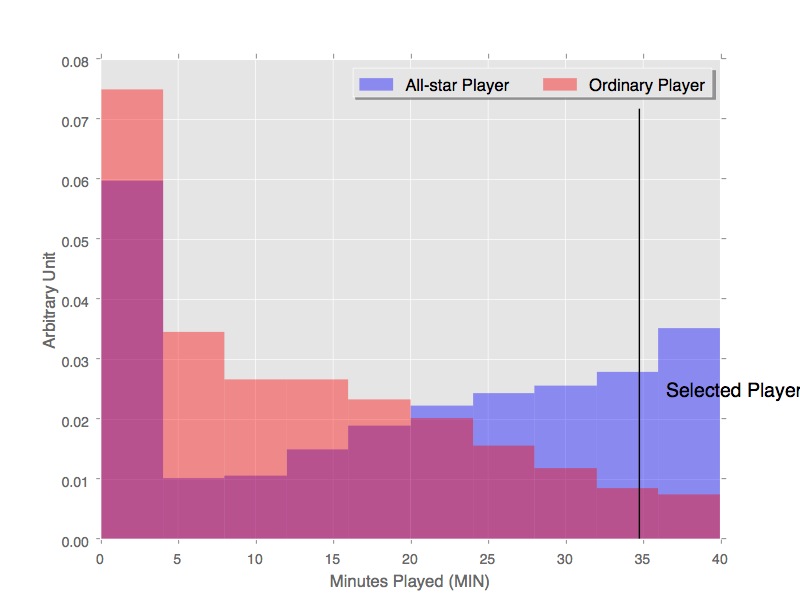 All-star Player Ordinary Player
0.08
0.07
0.06
0.05
0.04
0.03
0.02
0.01
0.00
Arbitrary Unit
Selected Player
0 5 10 15 20 25 30 35 40
Minutes Played (MIN)